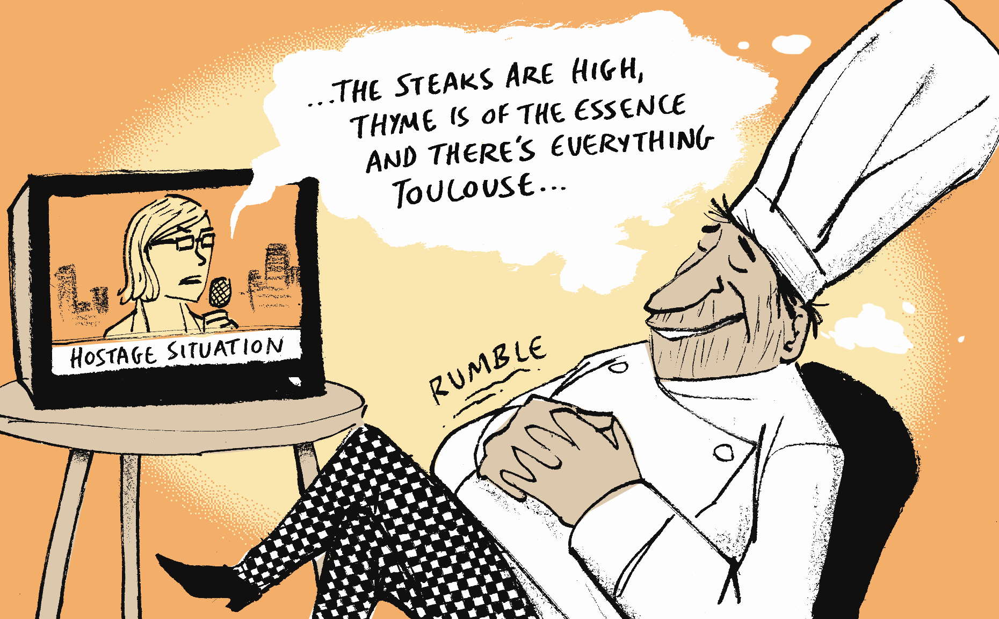 ...THE STEAKS ARE HIGH,
THYME IS OF THE ESSENCE
AND THERE'S EVERYTHING
TOULOUSE...
HOSTAGE SITUATION
RUMBLE